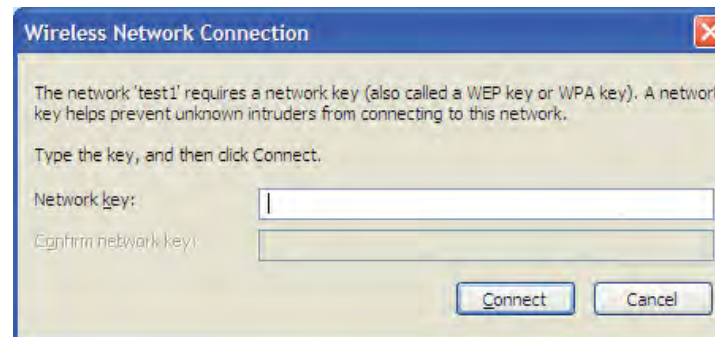 Wireless Network Connection
The network 'test1' requires a network key (also called a WEP key or WPA key). A network
key helps prevent unknown intruders from connecting to this network.
Type the key, and then click Connect.
Network key:
Confirm network key:
Connect Cancel